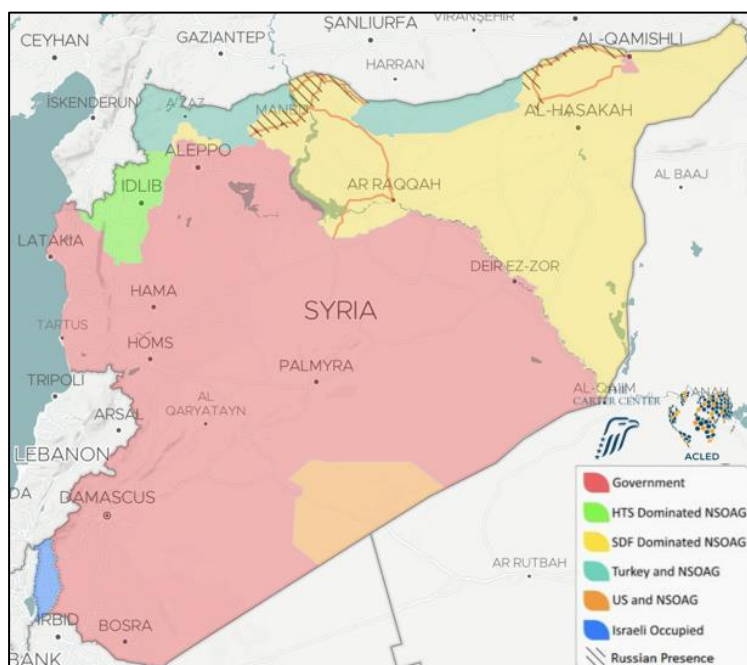 ŞANLIURFA
VIRANŞEHIR
CEYHAN
GAZIANTEP
AL-QAMISHLI
HARRAN
İSKENDERUN
A'ZAZ
AL-HASAKAH
ALEPPO
AL BAAJ
IDLIB
AR RAQQAH
LATAKIA
DEIR EZ-ZOR
HAMA
SYRIA
TARTUS
HOMS
PALMYRA
TRIPOLI
AL-QAIM
THE
CARTER CENTER
ANAH
AL
QARYATAYN
ARSAL
ACLED
LEBANON
Government
DA
HTS Dominated NSOAG
DAMASCUS
SDF Dominated NSOAG
Turkey and NSOAG
AR RUTBAH
US and NSOAG
Israeli Occupied
IRBID
BOSRA
BANK
Russian Presence